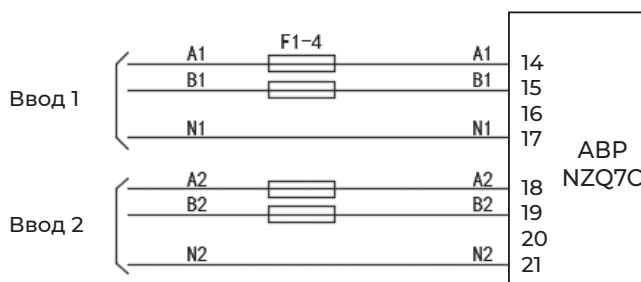 A1 F1-4 A1 14
B1 B1 15
Ввод 1
16
N1 N1 17
АВР
NZQ7C
A2 A2 18
B2 B2 19
Ввод 2
20
N2 N2 21